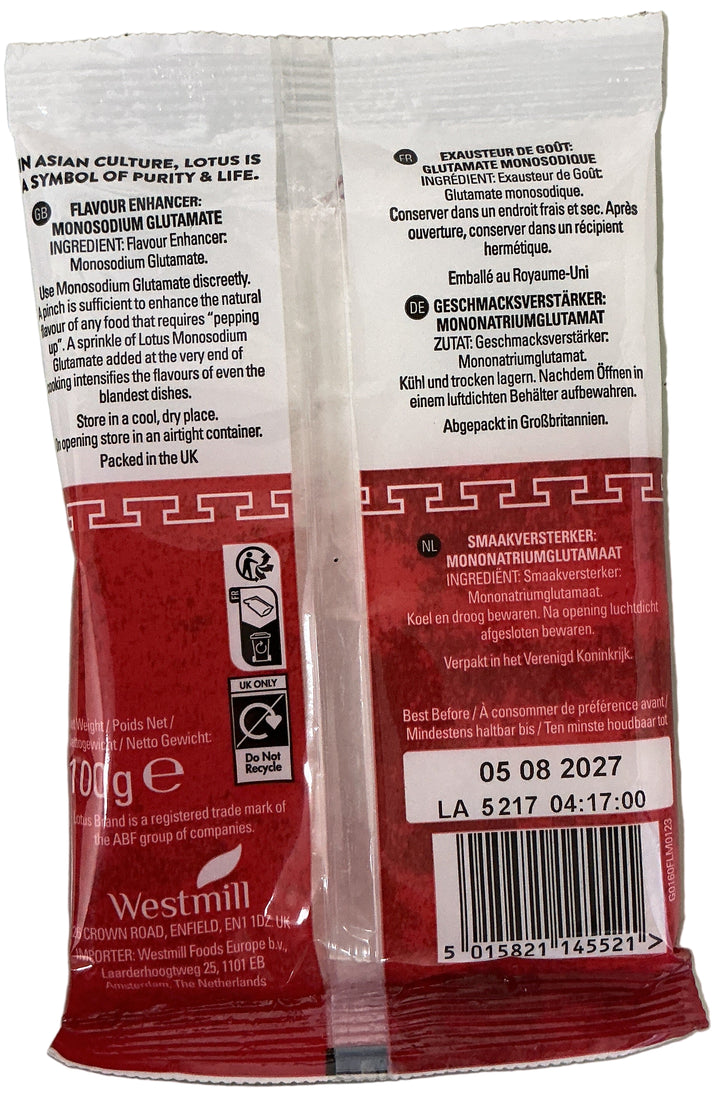 IN ASIAN CULTURE, LOTUS IS
A SYMBOL OF PURITY & LIFE.
GB
FLAVOUR ENHANCER:
MONOSODIUM GLUTAMATE
INGREDIENT: Flavour Enhancer:
Monosodium Glutamate.
Use Monosodium Glutamate discreetly.
A pinch is sufficient to enhance the natural
flavour of any food that requires "pepping
up". A sprinkle of Lotus Monosodium
Glutamate added at the very end of
cooking intensifies the flavours of even the
blandest dishes.
Store in a cool, dry place.
On opening store in an airtight container.
Packed in the UK
FR
UK ONLY
Do Not
Recycle
Weight / Poids Net /
Nettogewicht / Netto Gewicht:
100 g e
Lotus Brand is a registered trade mark of
the ABF group of companies.
Westmill
CROWN ROAD, ENFIELD, EN1 1DZ. UK
IMPORTER: Westmill Foods Europe b.v.,
Laarderhoogtweg 25, 1101 EB
Amsterdam, The Netherlands
FR
EXAUSTEUR DE GOÛT:
GLUTAMATE MONOSODIQUE
INGRÉDIENT: Exausteur de Goût:
Glutamate monosodique.
Conserver dans un endroit frais et sec. Après
ouverture, conserver dans un récipient
hermétique.
Emballé au Royaume-Uni
DE
GESCHMACKSVERSTÄRKER:
MONONATRIUMGLUTAMAT
ZUTAT: Geschmacksverstärker:
Mononatriumglutamat.
Kühl und trocken lagern. Nachdem Öffnen in
einem luftdichten Behälter aufbewahren.
Abgepackt in Großbritannien.
NL
SMAAKVERSTERKER:
MONONATRIUMGLUTAMAAT
INGREDIËNT: Smaakversterker:
Mononatriumglutamaat.
Koel en droog bewaren. Na opening luchtdicht
afgesloten bewaren.
Verpakt in het Verenigd Koninkrijk.
Best Before / À consommer de préférence avant/
Mindestens haltbar bis / Ten minste houdbaar tot
05 08 2027
LA 5217 04:17:00
G0160FLM0123
5 015821 145521 >